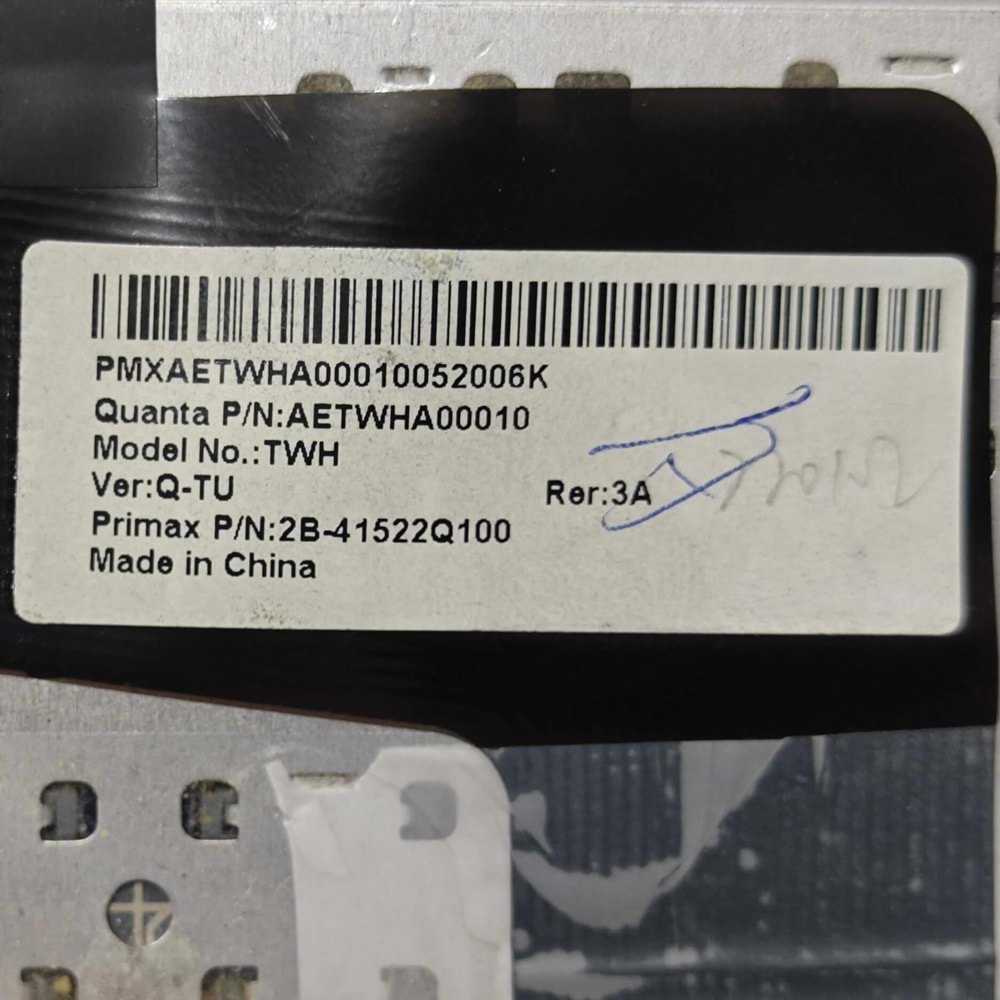 PMXAETWHA00010052006K
Quanta P/N:AETWHA00010
Model No.:TWH
Ver:Q-TU Rer:3A
Primax P/N:2B-41522Q100
Made in China